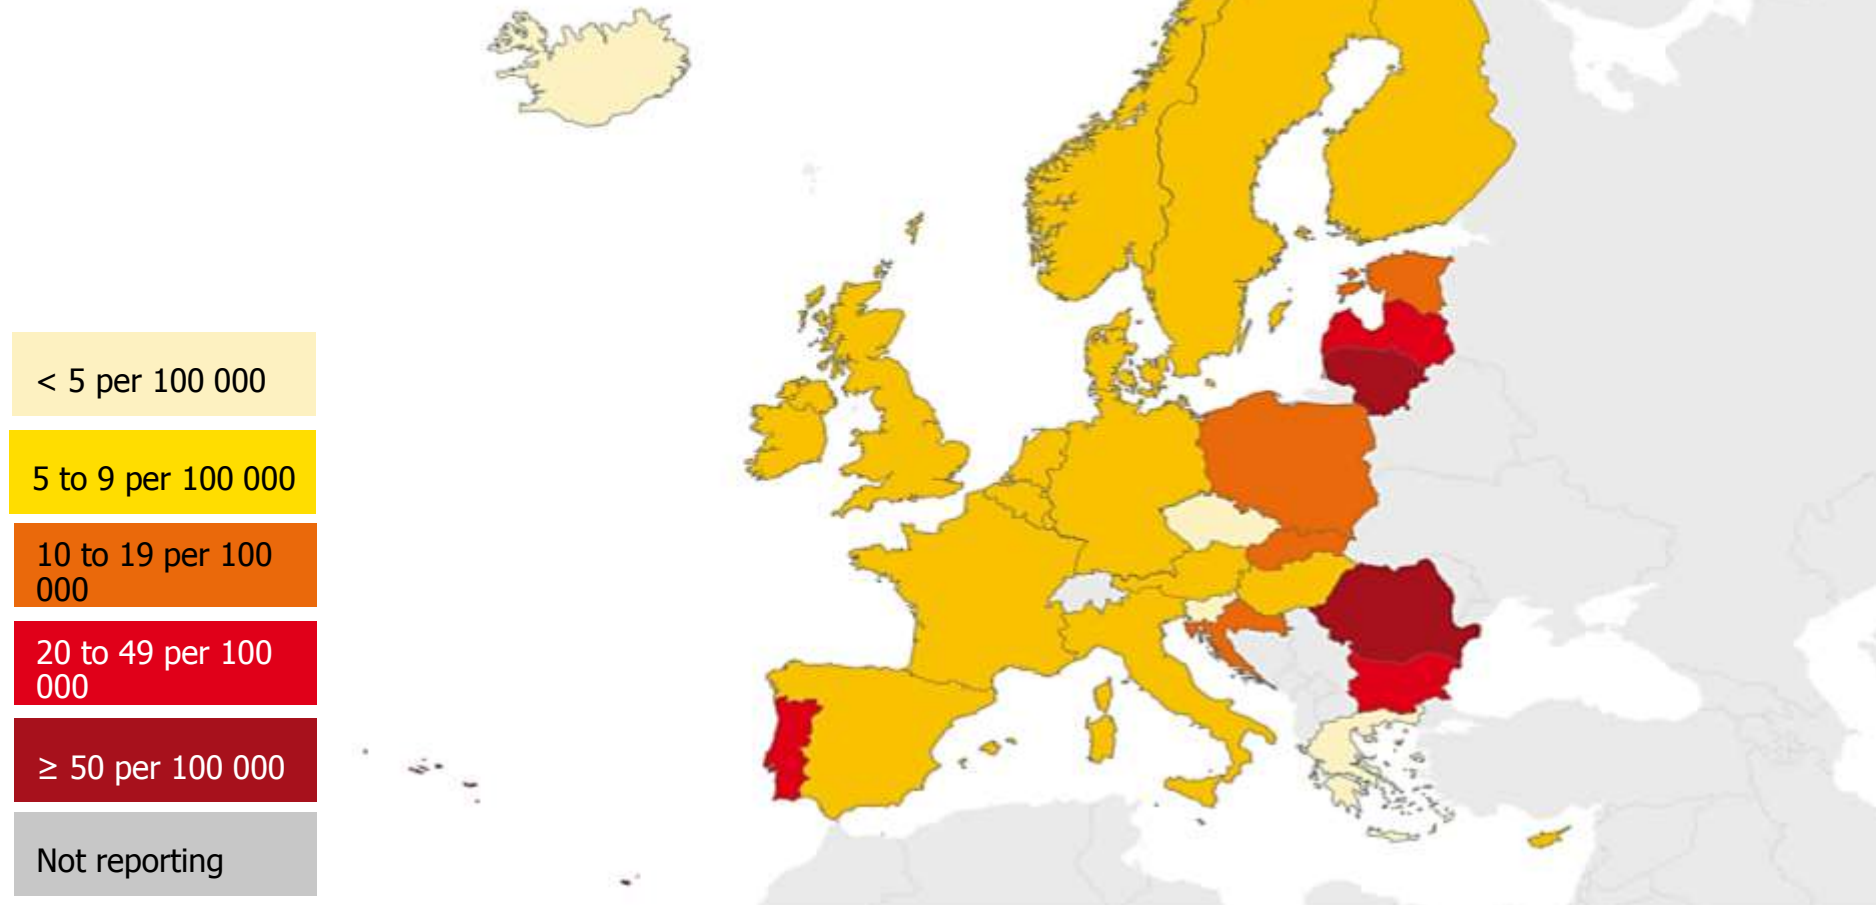 < 5 per 100 000
5 to 9 per 100 000
10 to 19 per 100
000
20 to 49 per 100
000
≥ 50 per 100 000
Not reporting